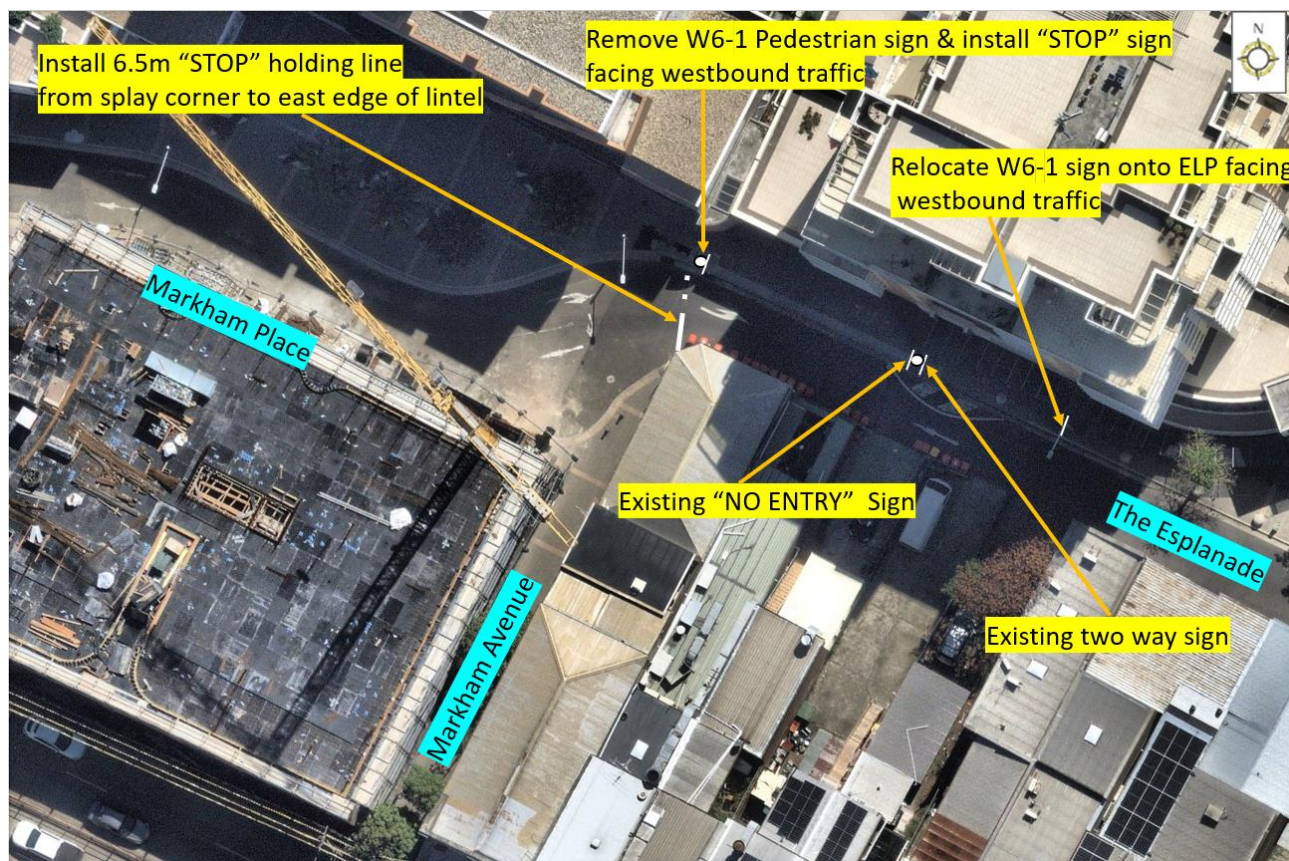 Install 6.5m “STOP” holding line
from splay corner to east edge of lintel
Remove W6-1 Pedestrian sign & install “STOP” sign
facing westbound traffic
N
Relocate W6-1 sign onto ELP facing
westbound traffic
Markham Place
Existing “NO ENTRY” Sign
The Esplanade
Markham Avenue
Existing two way sign